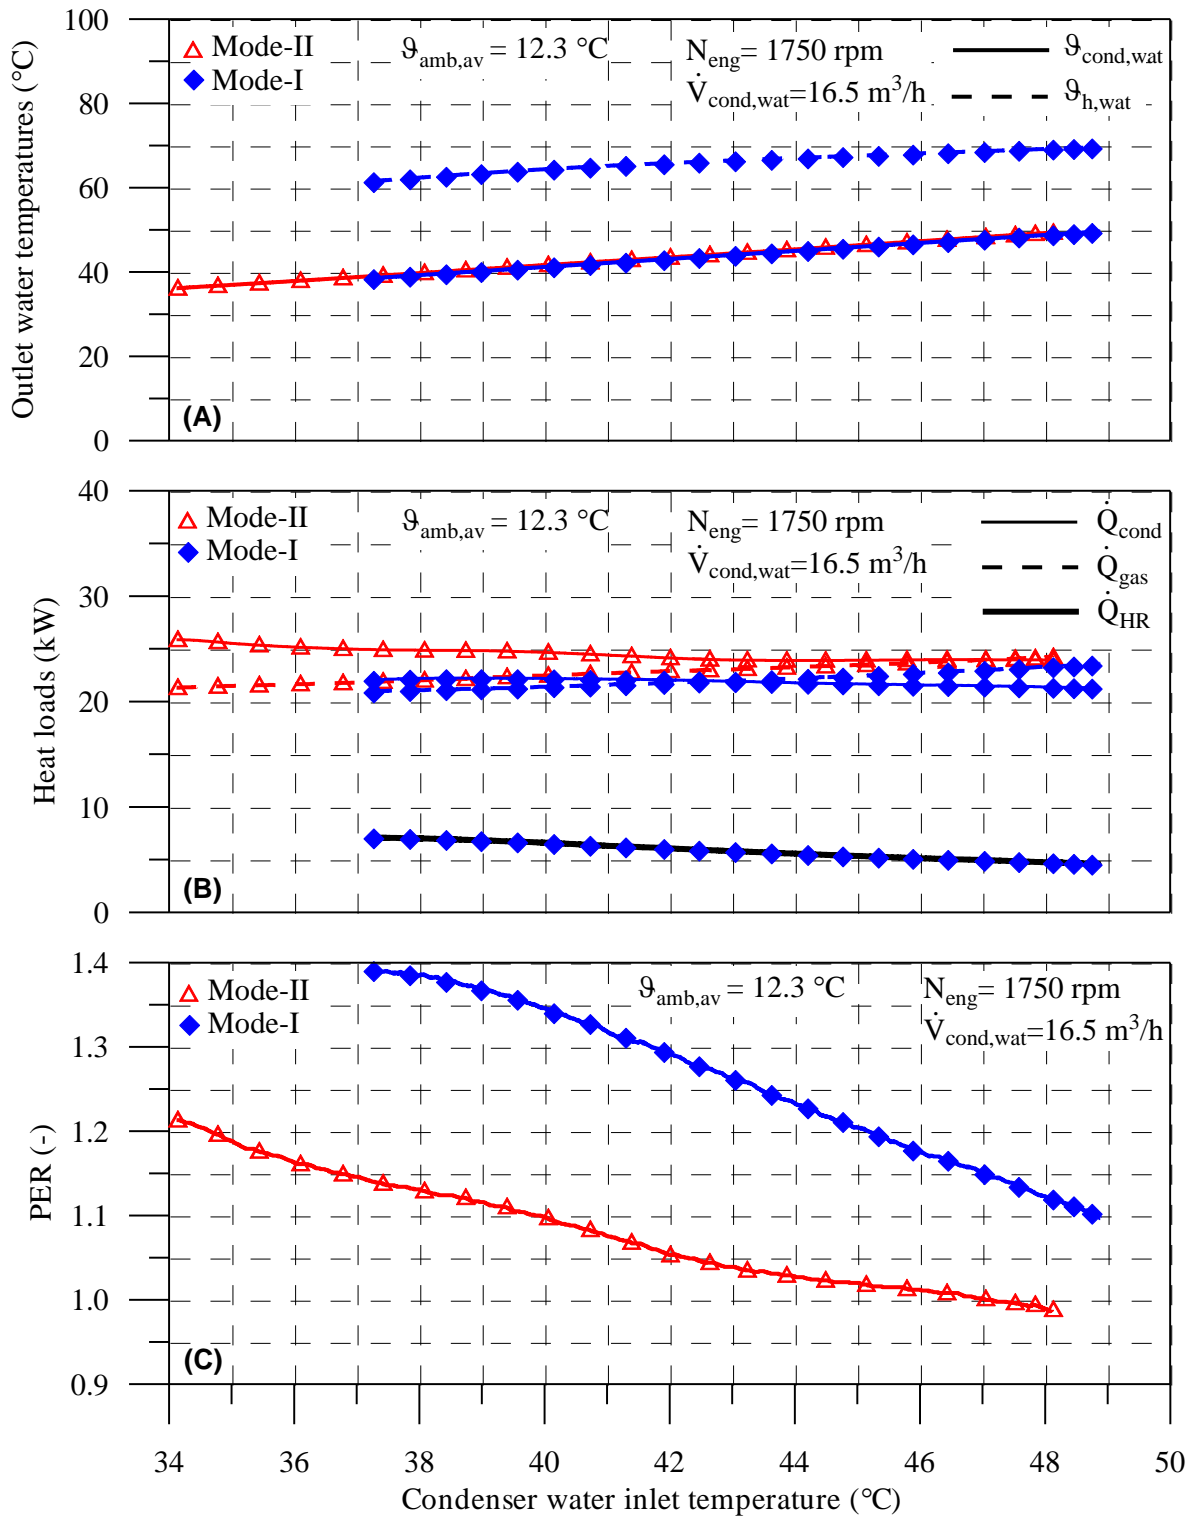 100
80
60
40
20
0
Outlet water temperatures (°C)
Mode-II
Mode-I
ϑamb,av = 12.3 °C
Neng= 1750 rpm
V̇cond,wat=16.5 m³/h
ϑcond,wat
ϑh,wat
(A)
40
30
20
10
0
Heat loads (kW)
Mode-II
Mode-I
ϑamb,av = 12.3 °C
Neng= 1750 rpm
V̇cond,wat=16.5 m³/h
Q̇cond
Q̇gas
Q̇HR
(B)
1.4
1.3
1.2
1.1
1.0
0.9
PER (-)
Mode-II
Mode-I
ϑamb,av = 12.3 °C
Neng= 1750 rpm
V̇cond,wat=16.5 m³/h
(C)
34 36 38 40 42 44 46 48 50
Condenser water inlet temperature (°C)